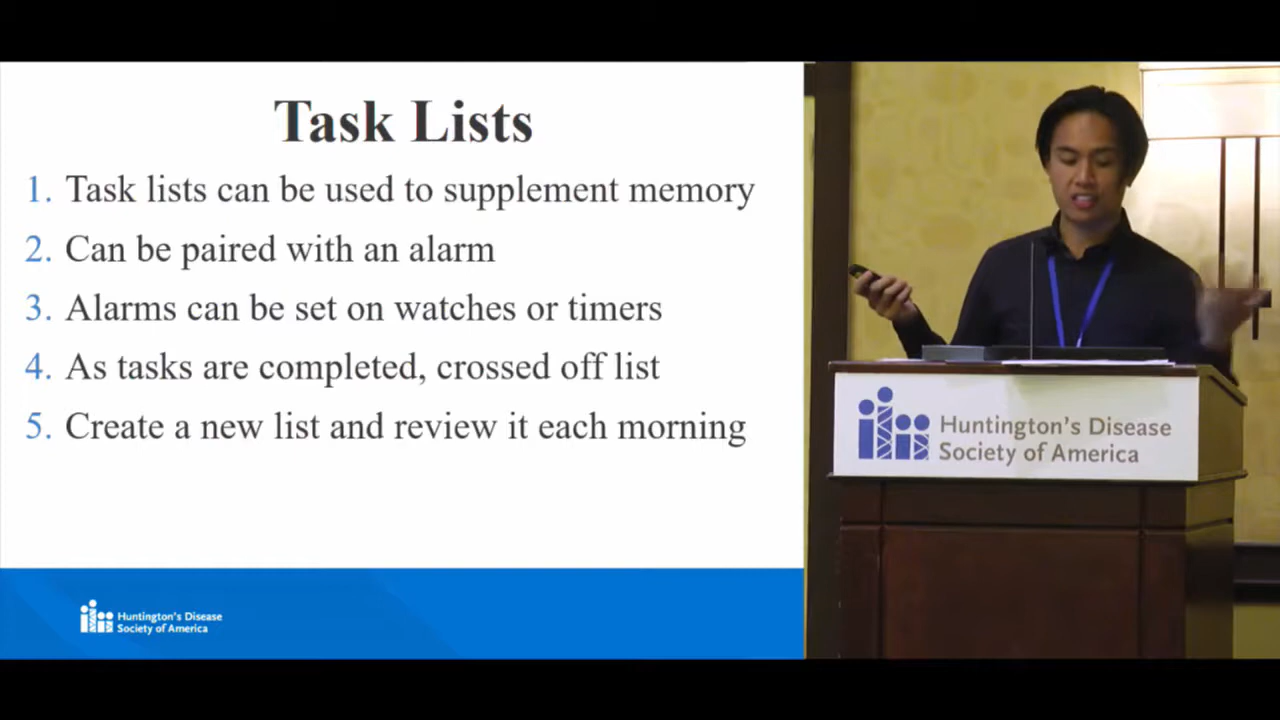 Task Lists
1. Task lists can be used to supplement memory
2. Can be paired with an alarm
3. Alarms can be set on watches or timers
4. As tasks are completed, crossed off list
5. Create a new list and review it each morning
Huntington's Disease
Society of America
Huntington's Disease
Society of America